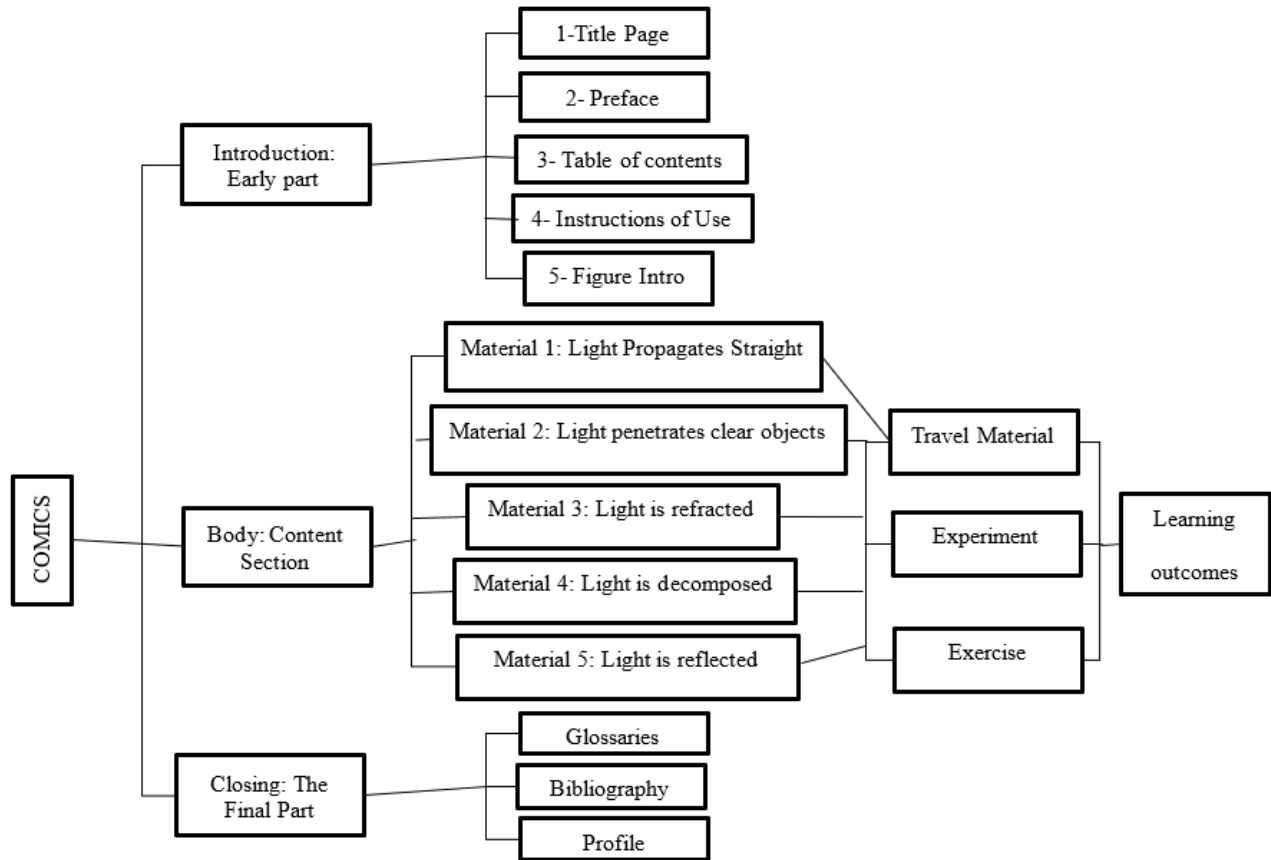 1-Title Page
2- Preface
Introduction:
Early part
3- Table of contents
4- Instructions of Use
5- Figure Intro
Material 1: Light Propagates Straight
Material 2: Light penetrates clear objects
Travel Material
COMICS
Body: Content
Section
Material 3: Light is refracted
Experiment
Learning
outcomes
Material 4: Light is decomposed
Material 5: Light is reflected
Exercise
Closing: The
Final Part
Glossaries
Bibliography
Profile